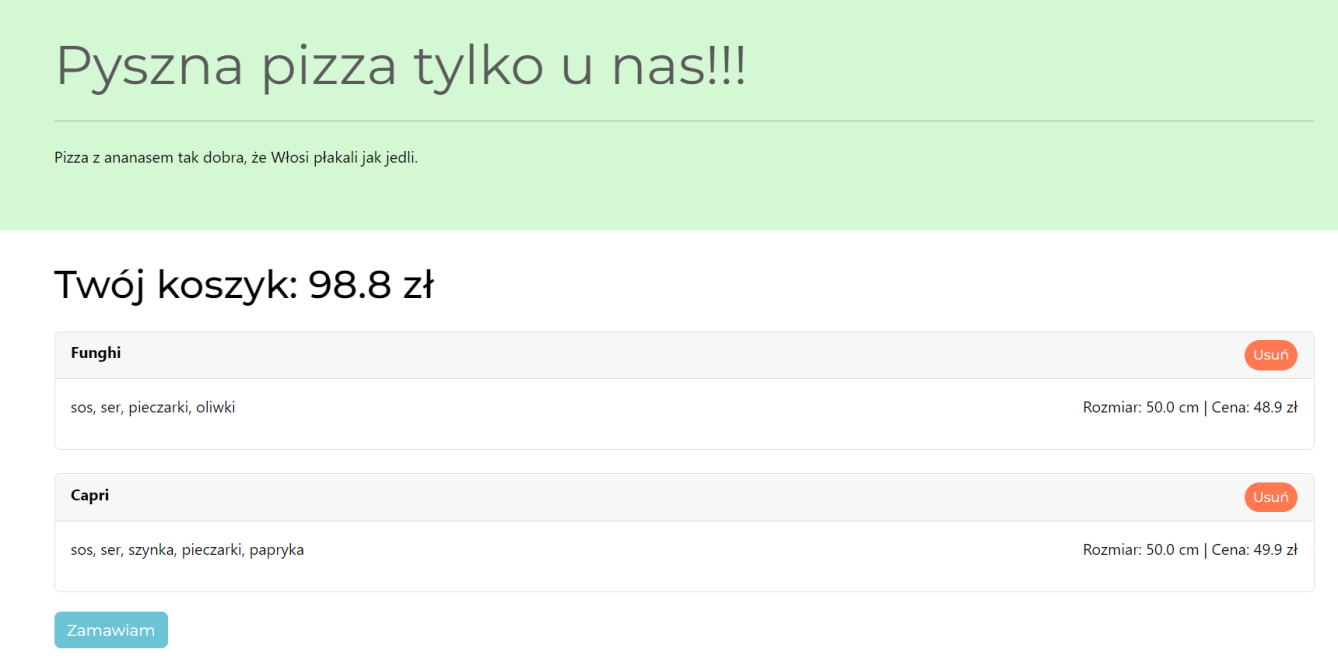 Pyszna pizza tylko u nas!!!
Pizza z ananasem tak dobra, że Włosi płakali jak jedli.
Twój koszyk: 98.8 zł
Funghi Usuń
sos, ser, pieczarki, oliwki Rozmiar: 50.0 cm | Cena: 48.9 zł
Capri Usuń
sos, ser, szynka, pieczarki, papryka Rozmiar: 50.0 cm | Cena: 49.9 zł
Zamawiam